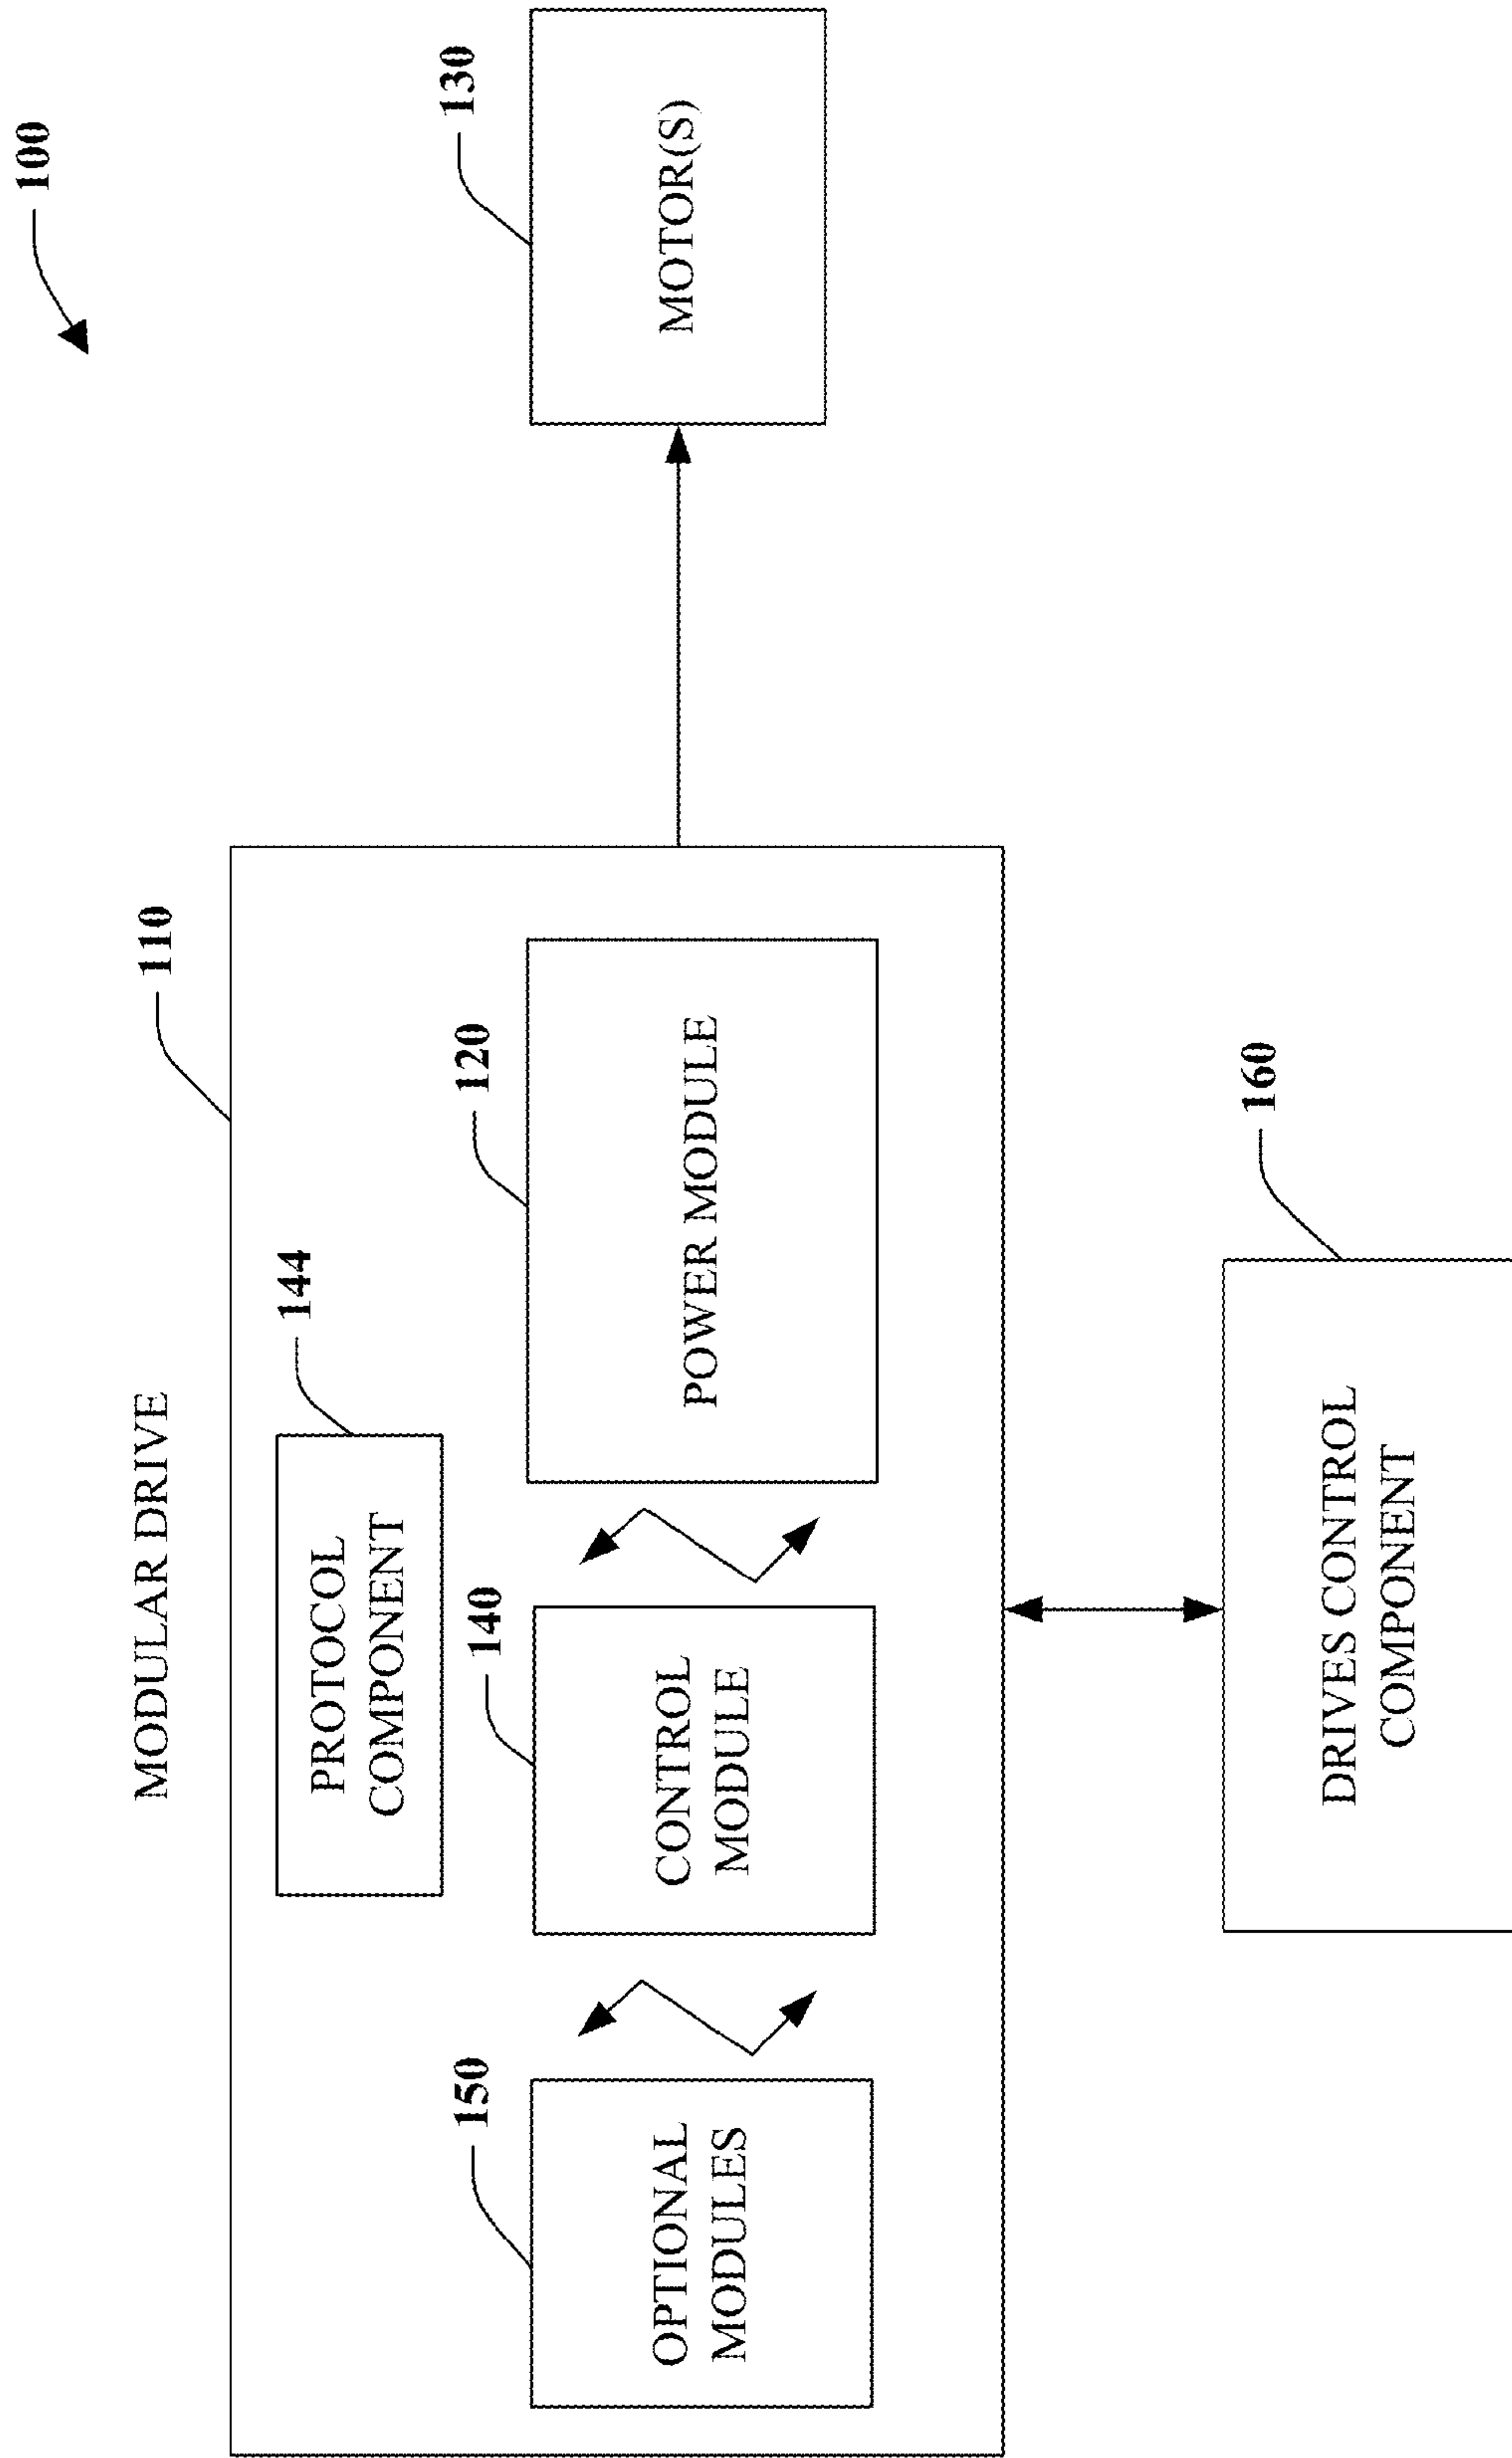 100
MODULAR DRIVE
110
144
PROTOCOL
COMPONENT
150
OPTIONAL
MODULES
140
CONTROL
MODULE
120
POWER MODULE
130
MOTOR(S)
160
DRIVES CONTROL
COMPONENT